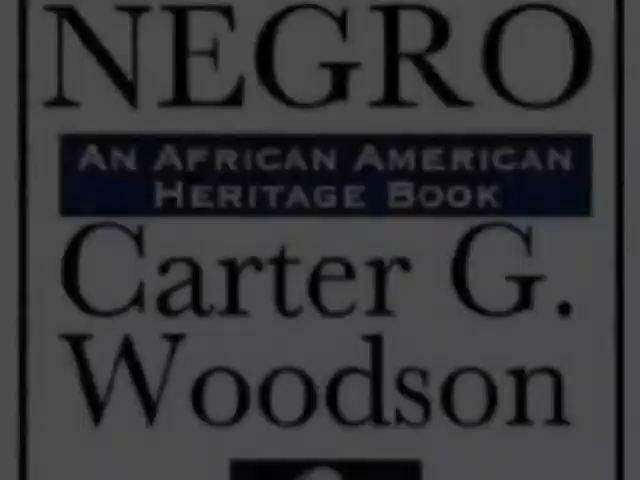 NEGRO
AN AFRICAN AMERICAN
HERITAGE BOOK
Carter G.
Woodson